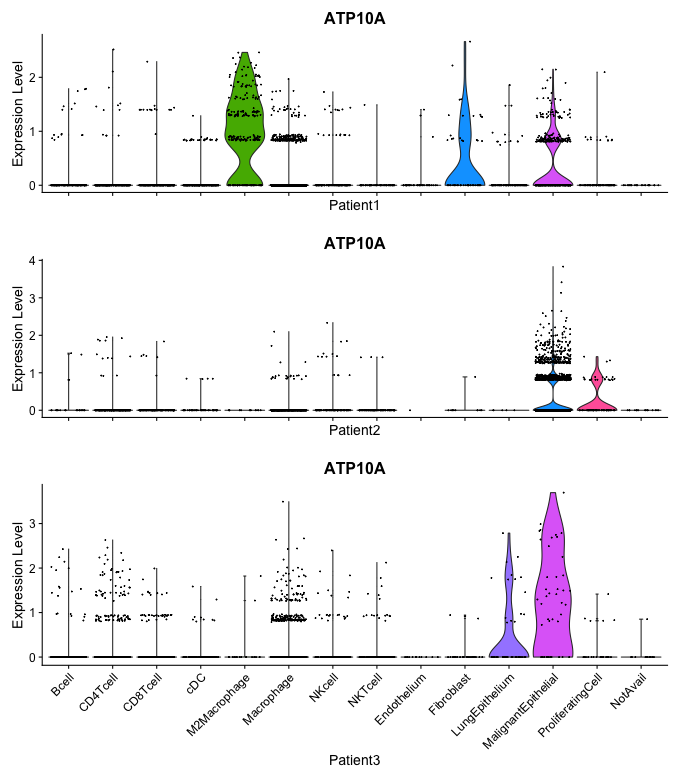 ATP10A
Expression Level
2
1
0
Patient1
ATP10A
Expression Level
4
3
2
1
0
Patient2
ATP10A
Expression Level
3
2
1
0
Bcell
CD4Tcell
CD8Tcell
cDC
M2Macrophage
Macrophage
NKcell
NKTcell
Endothelium
Fibroblast
LungEpithelium
MalignantEpithelial
ProliferatingCell
NotAvail
Patient3